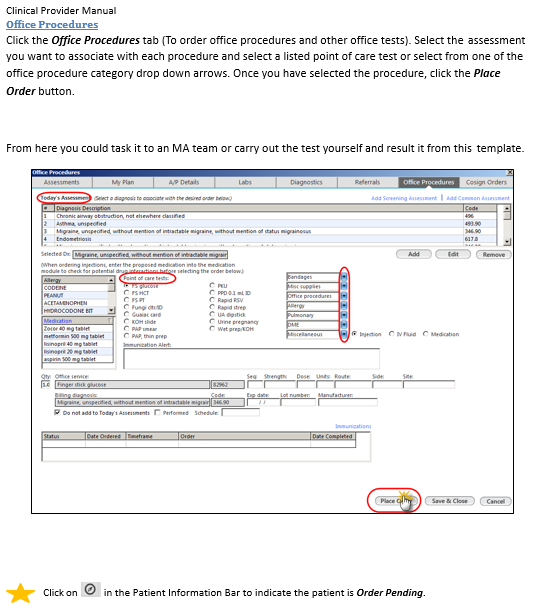 Clinical Provider Manual
Office Procedures
Click the Office Procedures tab (To order office procedures and other office tests). Select the assessment
you want to associate with each procedure and select a listed point of care test or select from one of the
office procedure category drop down arrows. Once you have selected the procedure, click the Place
Order button.
From here you could task it to an MA team or carry out the test yourself and result it from this template.
Office Procedures
Assessments My Plan A/P Details Labs Diagnostics Referrals Office Procedures Cosign Orders
Today's Assessment (Select a diagnosis to associate with the desired order below.) Add Screening Assessment | Add Common Assessment
# Diagnosis Description Code
1 Chronic airway obstruction, not elsewhere classified 496
2 Asthma, unspecified 493.90
3 Migraine, unspecified, without mention of intractable migraine, without mention of status migrainosus 346.90
4 Endometriosis 617.0
Selected Dx: Migraine, unspecified, without mention of intractable migrain Add Edit Remove
(When ordering injections, enter the proposed medication into the medication
module to check for potential drug interactions before selecting the order below.)
Allergy
CODEINE
PEANUT
ACETAMINOPHEN
HYDROCODONE BIT
Medication
Zocor 40 mg tablet
metformin 500 mg tablet
lisinopril 40 mg tablet
lisinopril 20 mg tablet
aspirin 500 mg tablet
Point of care tests:
FS glucose PKU
FS HCT PPD 0.1 mL ID
FS PT Rapid RSV
Fungi cltr/ID Rapid strep
Guaiac card UA dipstick
KOH slide Urine pregnancy
PAP smear Wet prep/KOH
PAP, thin prep
Bandages
Misc supplies
Office procedures
Allergy
Pulmonary
DME
Miscellaneous Injection IV Fluid Medication
Immunization Alert:
Qty: Office service: Seq Strength: Dose: Units: Route: Side: Site:
1.0 Finger stick glucose 82962
Billing diagnosis: Code: Exp date: Lot number: Manufacturer:
Migraine, unspecified, without mention of intractable migrain 346.90 / /
Do not add to Today's Assessments Performed Schedule:
Immunizations
Status Date Ordered Timeframe Order Date Completed
Place Save & Close Cancel
Click on in the Patient Information Bar to indicate the patient is Order Pending.